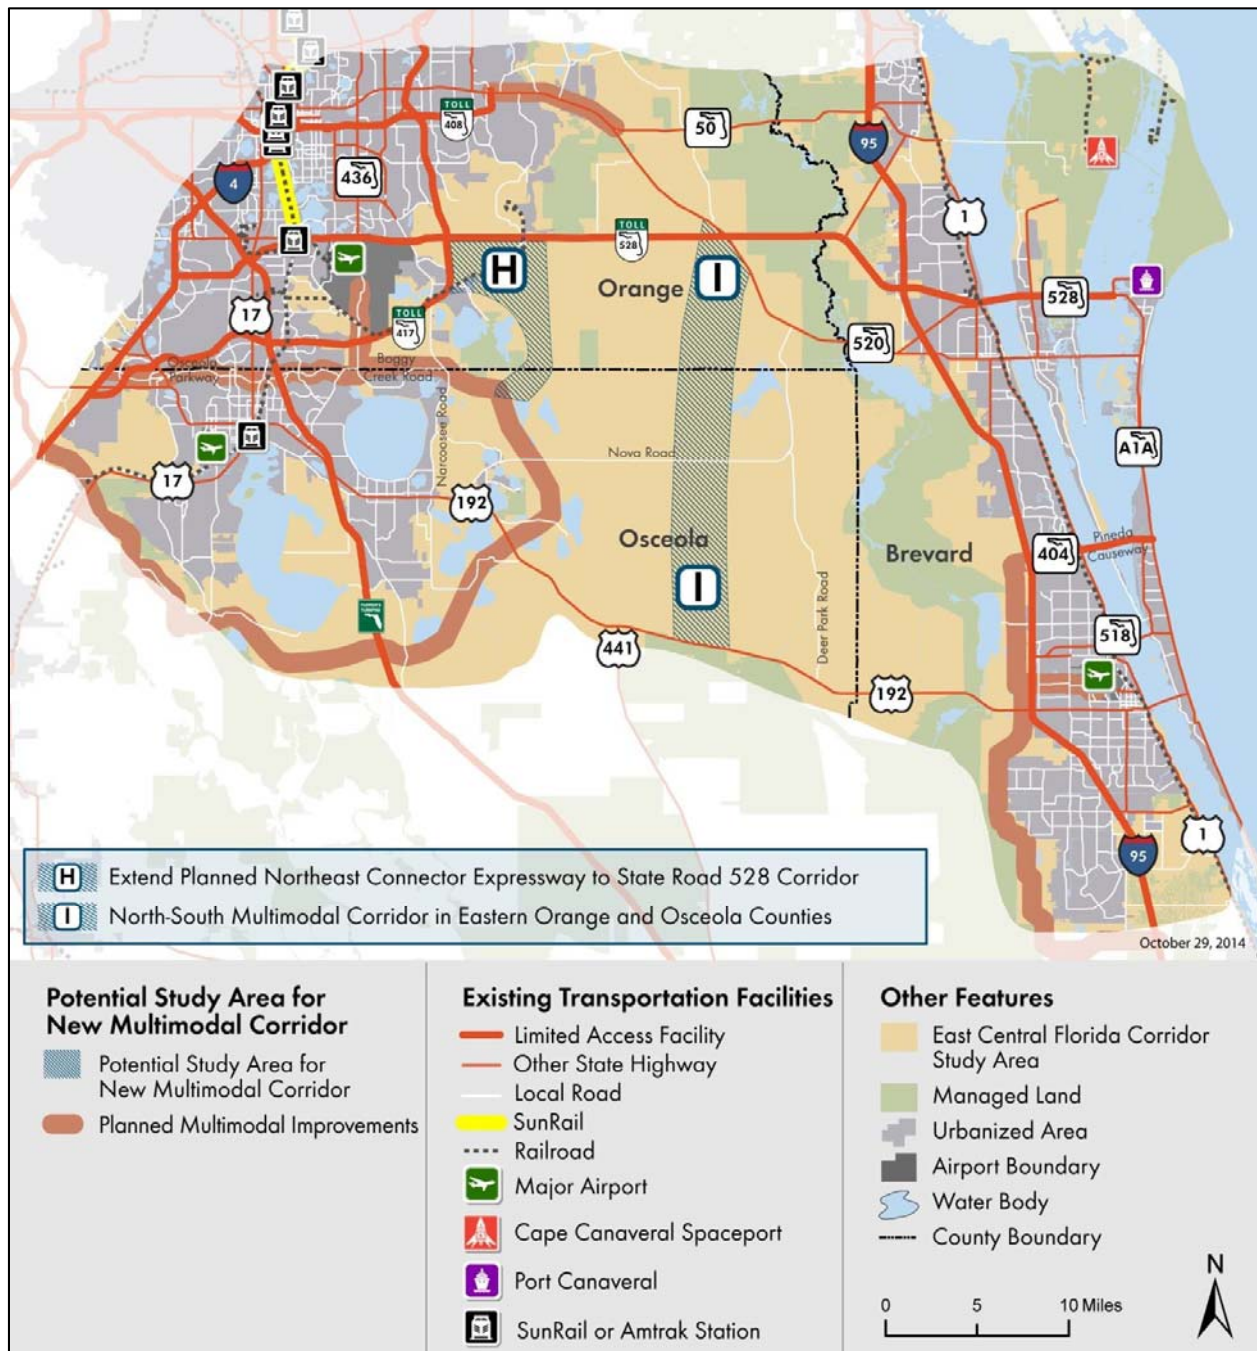 TOLL
408
50
95
4
436
1
TOLL
528
H
I
Orange
528
17
TOLL
417
520
Osceola
Parkway
Boggy
Creek Road
Narcoossee Road
A1A
Nova Road
17
192
Osceola
Brevard
404
Pineda
Causeway
I
Deer Park Road
518
441
192
1
95
H Extend Planned Northeast Connector Expressway to State Road 528 Corridor
I North-South Multimodal Corridor in Eastern Orange and Osceola Counties
October 29, 2014
Potential Study Area for
New Multimodal Corridor
Potential Study Area for
New Multimodal Corridor
Planned Multimodal Improvements
Existing Transportation Facilities
Limited Access Facility
Other State Highway
Local Road
SunRail
Railroad
Major Airport
Cape Canaveral Spaceport
Port Canaveral
SunRail or Amtrak Station
Other Features
East Central Florida Corridor
Study Area
Managed Land
Urbanized Area
Airport Boundary
Water Body
County Boundary
N
0 5 10 Miles